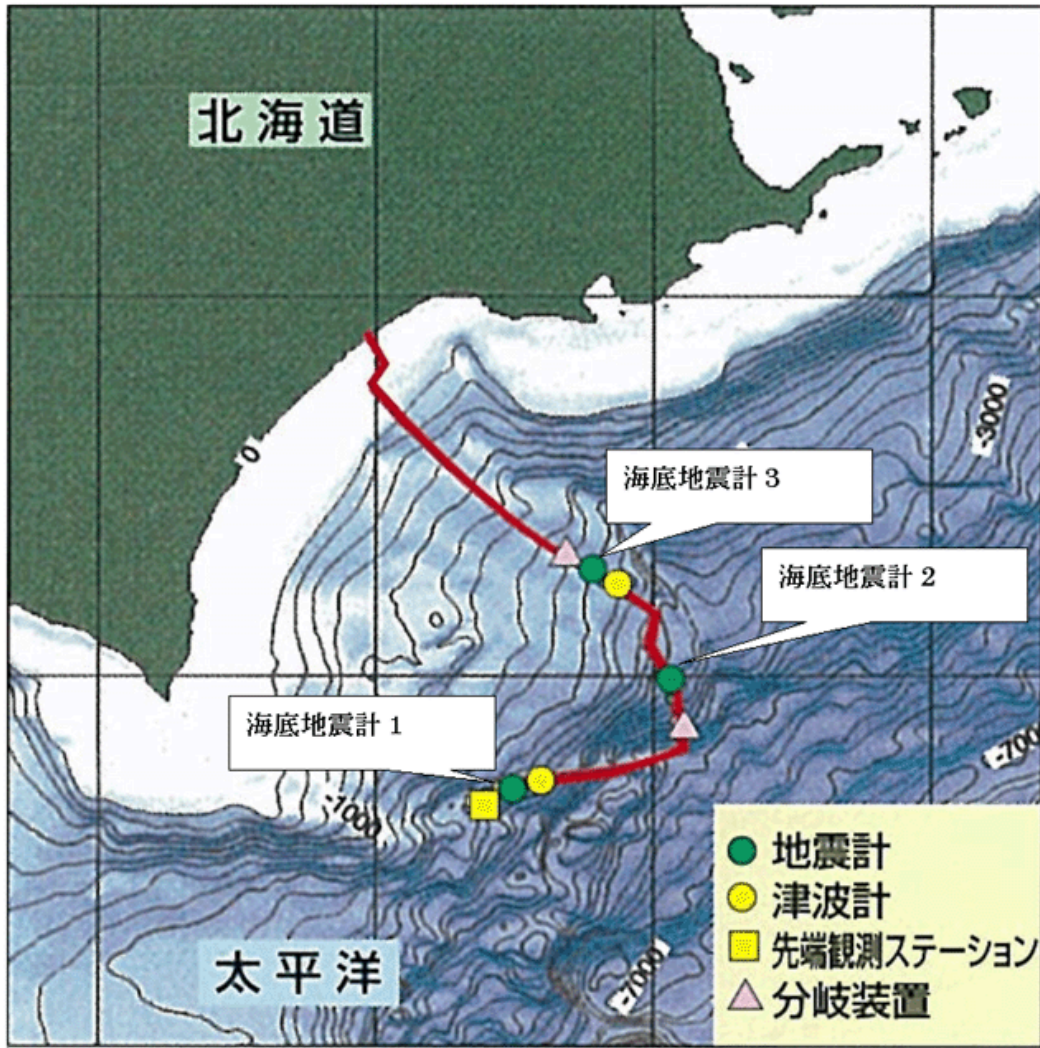 北海道
0
-3000
海底地震計 3
海底地震計 2
海底地震計 1
-1000
-7000
-7000
太平洋
地震計
津波計
先端観測ステーション
分岐装置